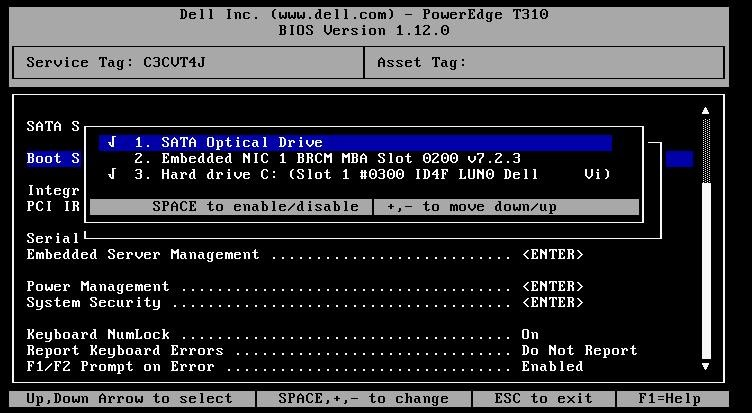 Dell Inc. (www.dell.com) - PowerEdge T310
BIOS Version 1.12.0
Service Tag: C3CVT4J
Asset Tag:
SATA S
√ 1. SATA Optical Drive
Boot S
2. Embedded NIC 1 BRCM MBA Slot 0200 v7.2.3
√ 3. Hard drive C: (Slot 1 #0300 ID4F LUN0 Dell Vi)
Integr
PCI IR
SPACE to enable/disable
+,- to move down/up
Serial
Embedded Server Management .............................. <ENTER>
Power Management ........................................ <ENTER>
System Security ......................................... <ENTER>
Keyboard NumLock ........................................ On
Report Keyboard Errors .................................. Do Not Report
F1/F2 Prompt on Error ................................... Enabled
Up,Down Arrow to select
SPACE,+,- to change
ESC to exit
F1=Help